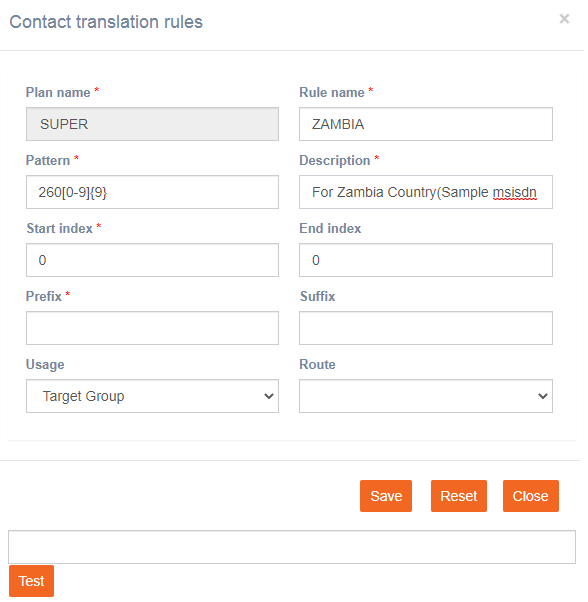 Contact translation rules ×
Plan name * Rule name *
SUPER ZAMBIA
Pattern * Description *
260[0-9]{9} For Zambia Country(Sample msisdn
Start index * End index
0 0
Prefix * Suffix
Usage Route
Target Group
Save Reset Close
Test